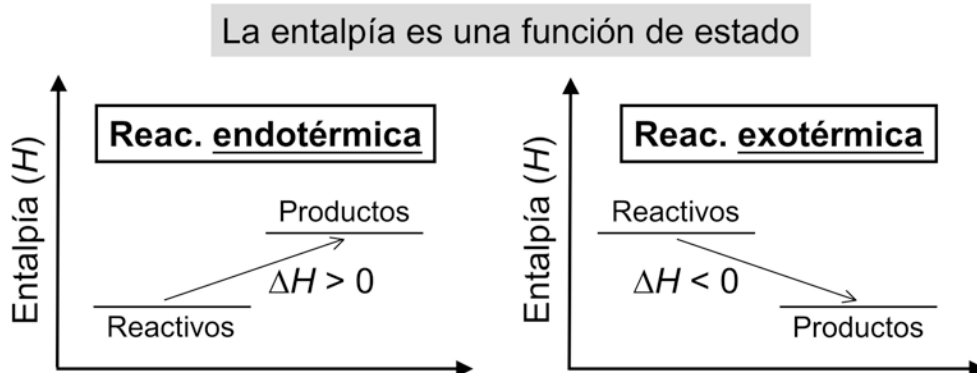 La entalpía es una función de estado
Entalpía (H)
Reac. endotérmica
Productos
ΔH > 0
Reactivos
Entalpía (H)
Reac. exotérmica
Reactivos
ΔH < 0
Productos